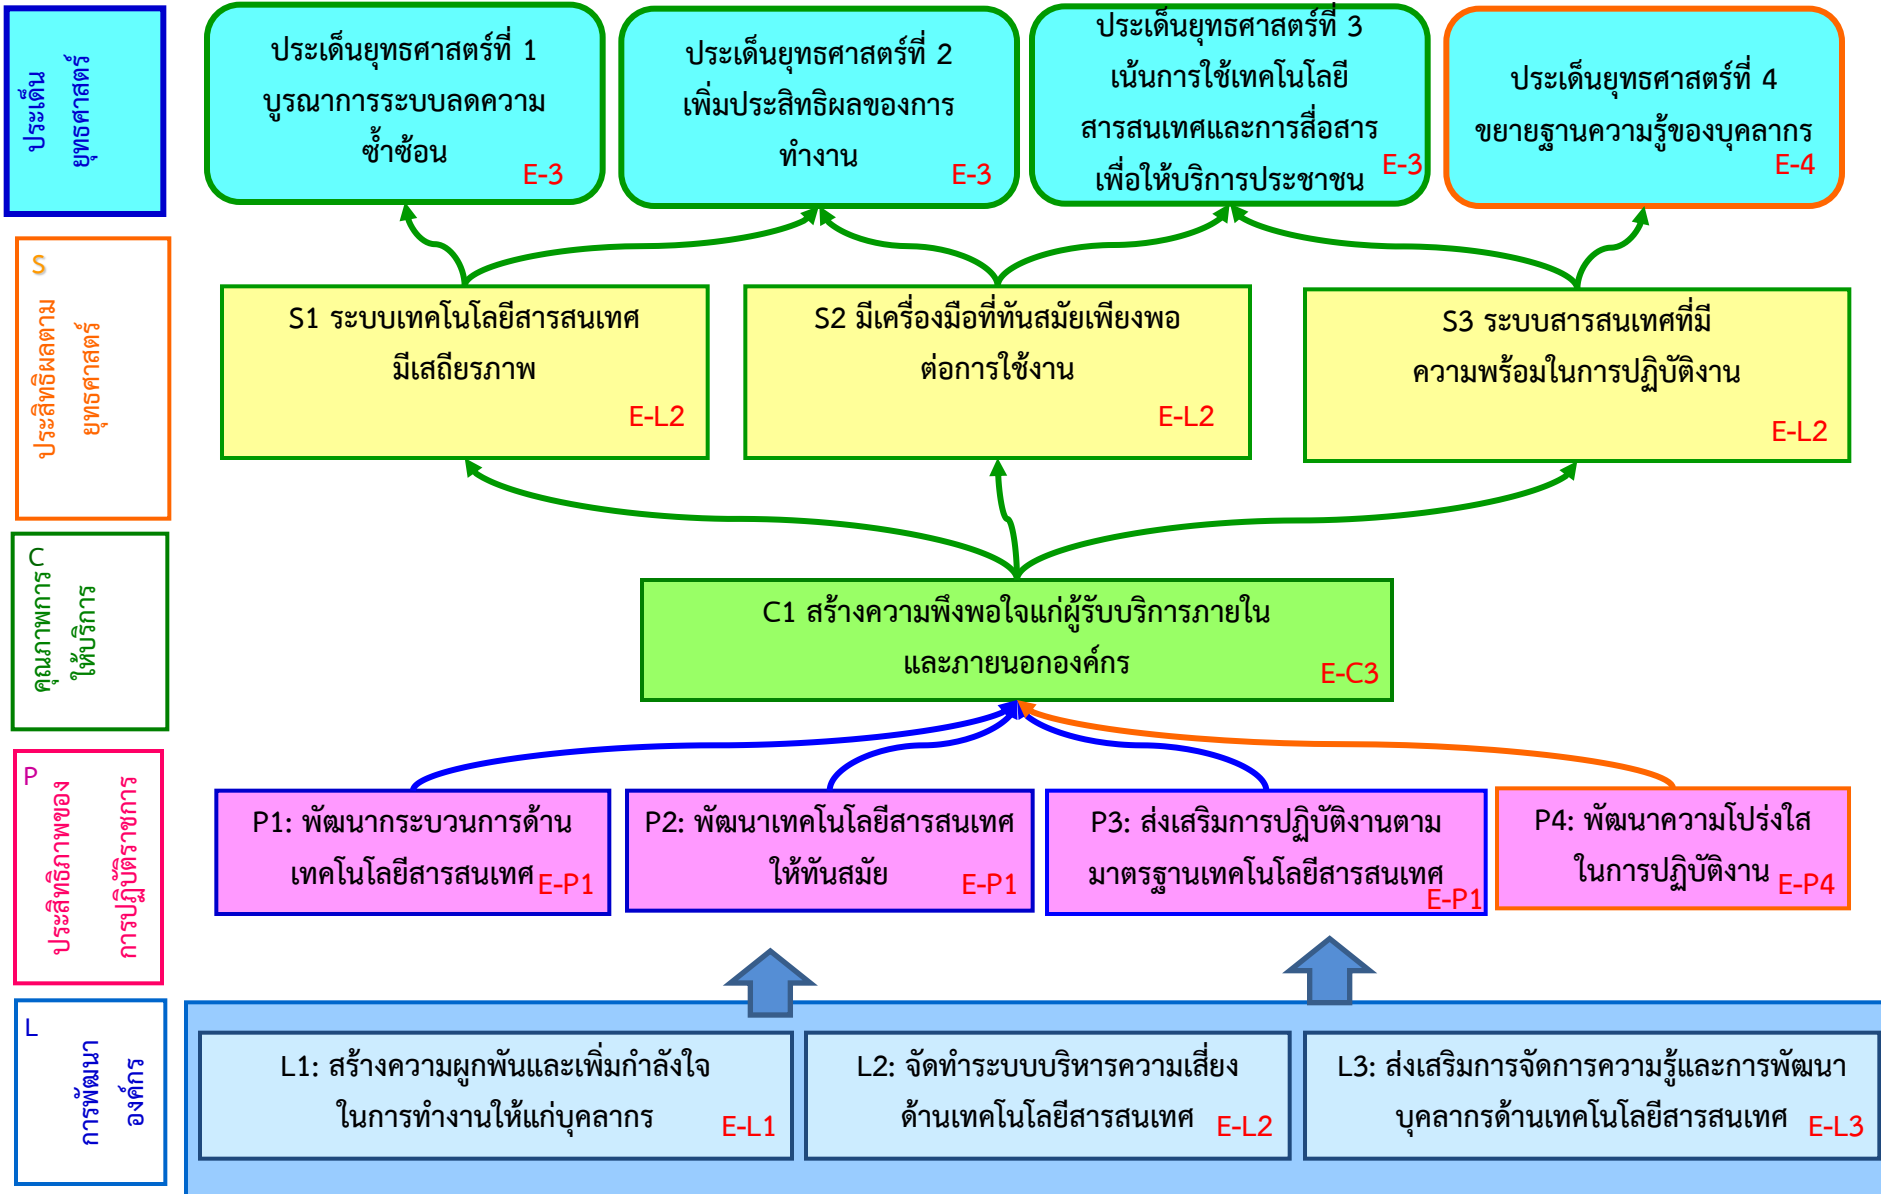 ประเด็น
ยุทธศาสตร์
ประเด็นยุทธศาสตร์ที่ 1
บูรณาการระบบลดความ
ซ้ำซ้อน
E-3
ประเด็นยุทธศาสตร์ที่ 2
เพิ่มประสิทธิผลของการ
ทำงาน
E-3
ประเด็นยุทธศาสตร์ที่ 3
เน้นการใช้เทคโนโลยี
สารสนเทศและการสื่อสาร
เพื่อให้บริการประชาชน
E-3
ประเด็นยุทธศาสตร์ที่ 4
ขยายฐานความรู้ของบุคลากร
E-4
S
ประสิทธิผลตาม
ยุทธศาสตร์
S1 ระบบเทคโนโลยีสารสนเทศ
มีเสถียรภาพ
E-L2
S2 มีเครื่องมือที่ทันสมัยเพียงพอ
ต่อการใช้งาน
E-L2
S3 ระบบสารสนเทศที่มี
ความพร้อมในการปฏิบัติงาน
E-L2
C
คุณภาพการ
ให้บริการ
C1 สร้างความพึงพอใจแก่ผู้รับบริการภายใน
และภายนอกองค์กร
E-C3
P
ประสิทธิภาพของ
การปฏิบัติราชการ
P1: พัฒนากระบวนการด้าน
เทคโนโลยีสารสนเทศ
E-P1
P2: พัฒนาเทคโนโลยีสารสนเทศ
ให้ทันสมัย
E-P1
P3: ส่งเสริมการปฏิบัติงานตาม
มาตรฐานเทคโนโลยีสารสนเทศ
E-P1
P4: พัฒนาความโปร่งใส
ในการปฏิบัติงาน
E-P4
L
การพัฒนา
องค์กร
L1: สร้างความผูกพันและเพิ่มกำลังใจ
ในการทำงานให้แก่บุคลากร
E-L1
L2: จัดทำระบบบริหารความเสี่ยง
ด้านเทคโนโลยีสารสนเทศ
E-L2
L3: ส่งเสริมการจัดการความรู้และการพัฒนา
บุคลากรด้านเทคโนโลยีสารสนเทศ
E-L3